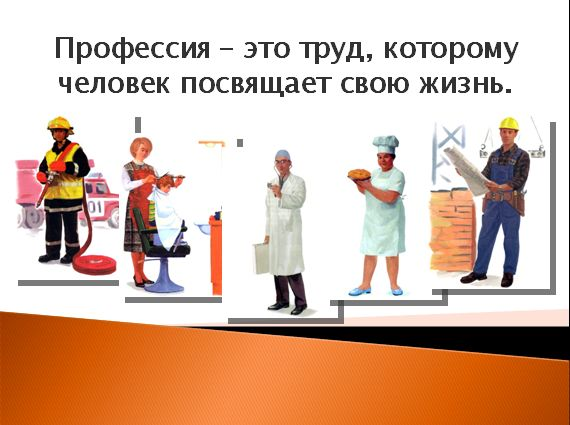 Профессия – это труд, которому
человек посвящает свою жизнь.
01